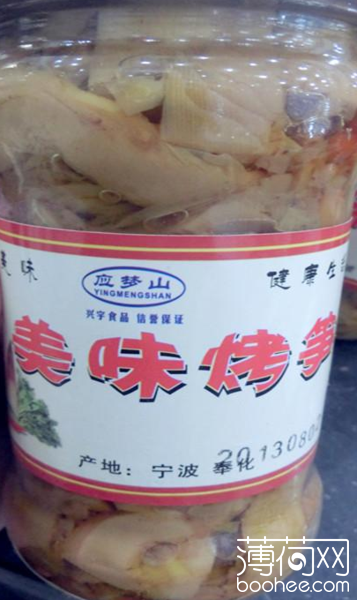 美味
应梦山
YINGMENGSHAN
健康生
兴宇食品 信誉保证
美味烤笋
产地：宁波 奉化
2013080
薄荷网
boohee.com